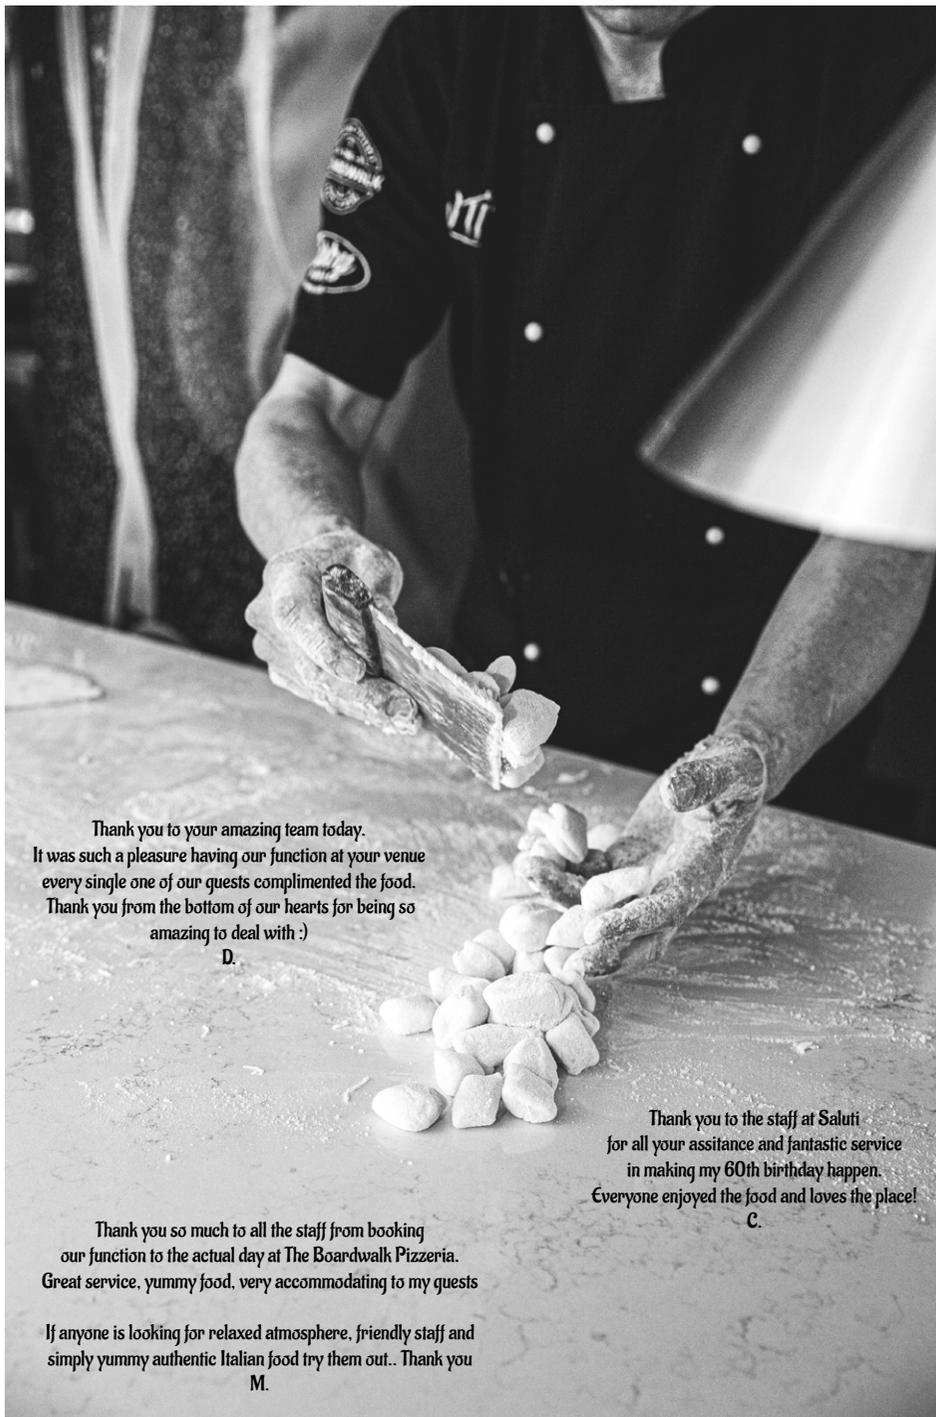 Thank you to your amazing team today.
It was such a pleasure having our function at your venue
every single one of our guests complimented the food.
Thank you from the bottom of our hearts for being so
amazing to deal with :)
D.
Thank you to the staff at Saluti
for all your assitance and fantastic service
in making my 60th birthday happen.
Everyone enjoyed the food and loves the place!
C.
Thank you so much to all the staff from booking
our function to the actual day at The Boardwalk Pizzeria.
Great service, yummy food, very accommodating to my guests
If anyone is looking for relaxed atmosphere, friendly staff and
simply yummy authentic Italian food try them out.. Thank you
M.